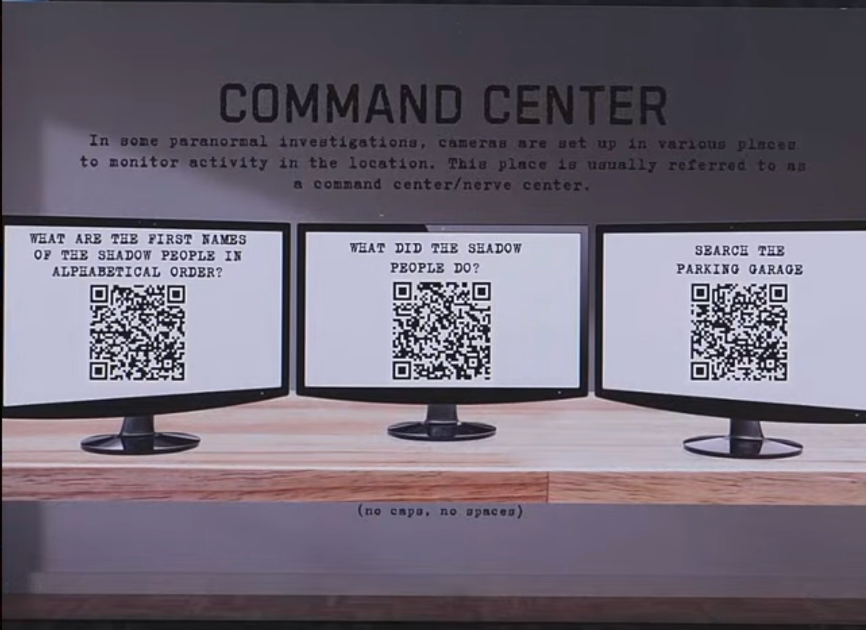 COMMAND CENTER
In some paranormal investigations, cameras are set up in various places
to monitor activity in the location. This place is usually referred to as
a command center/nerve center.
WHAT ARE THE FIRST NAMES
OF THE SHADOW PEOPLE IN
ALPHABETICAL ORDER?
WHAT DID THE SHADOW
PEOPLE DO?
SEARCH THE
PARKING GARAGE
(no caps, no spaces)